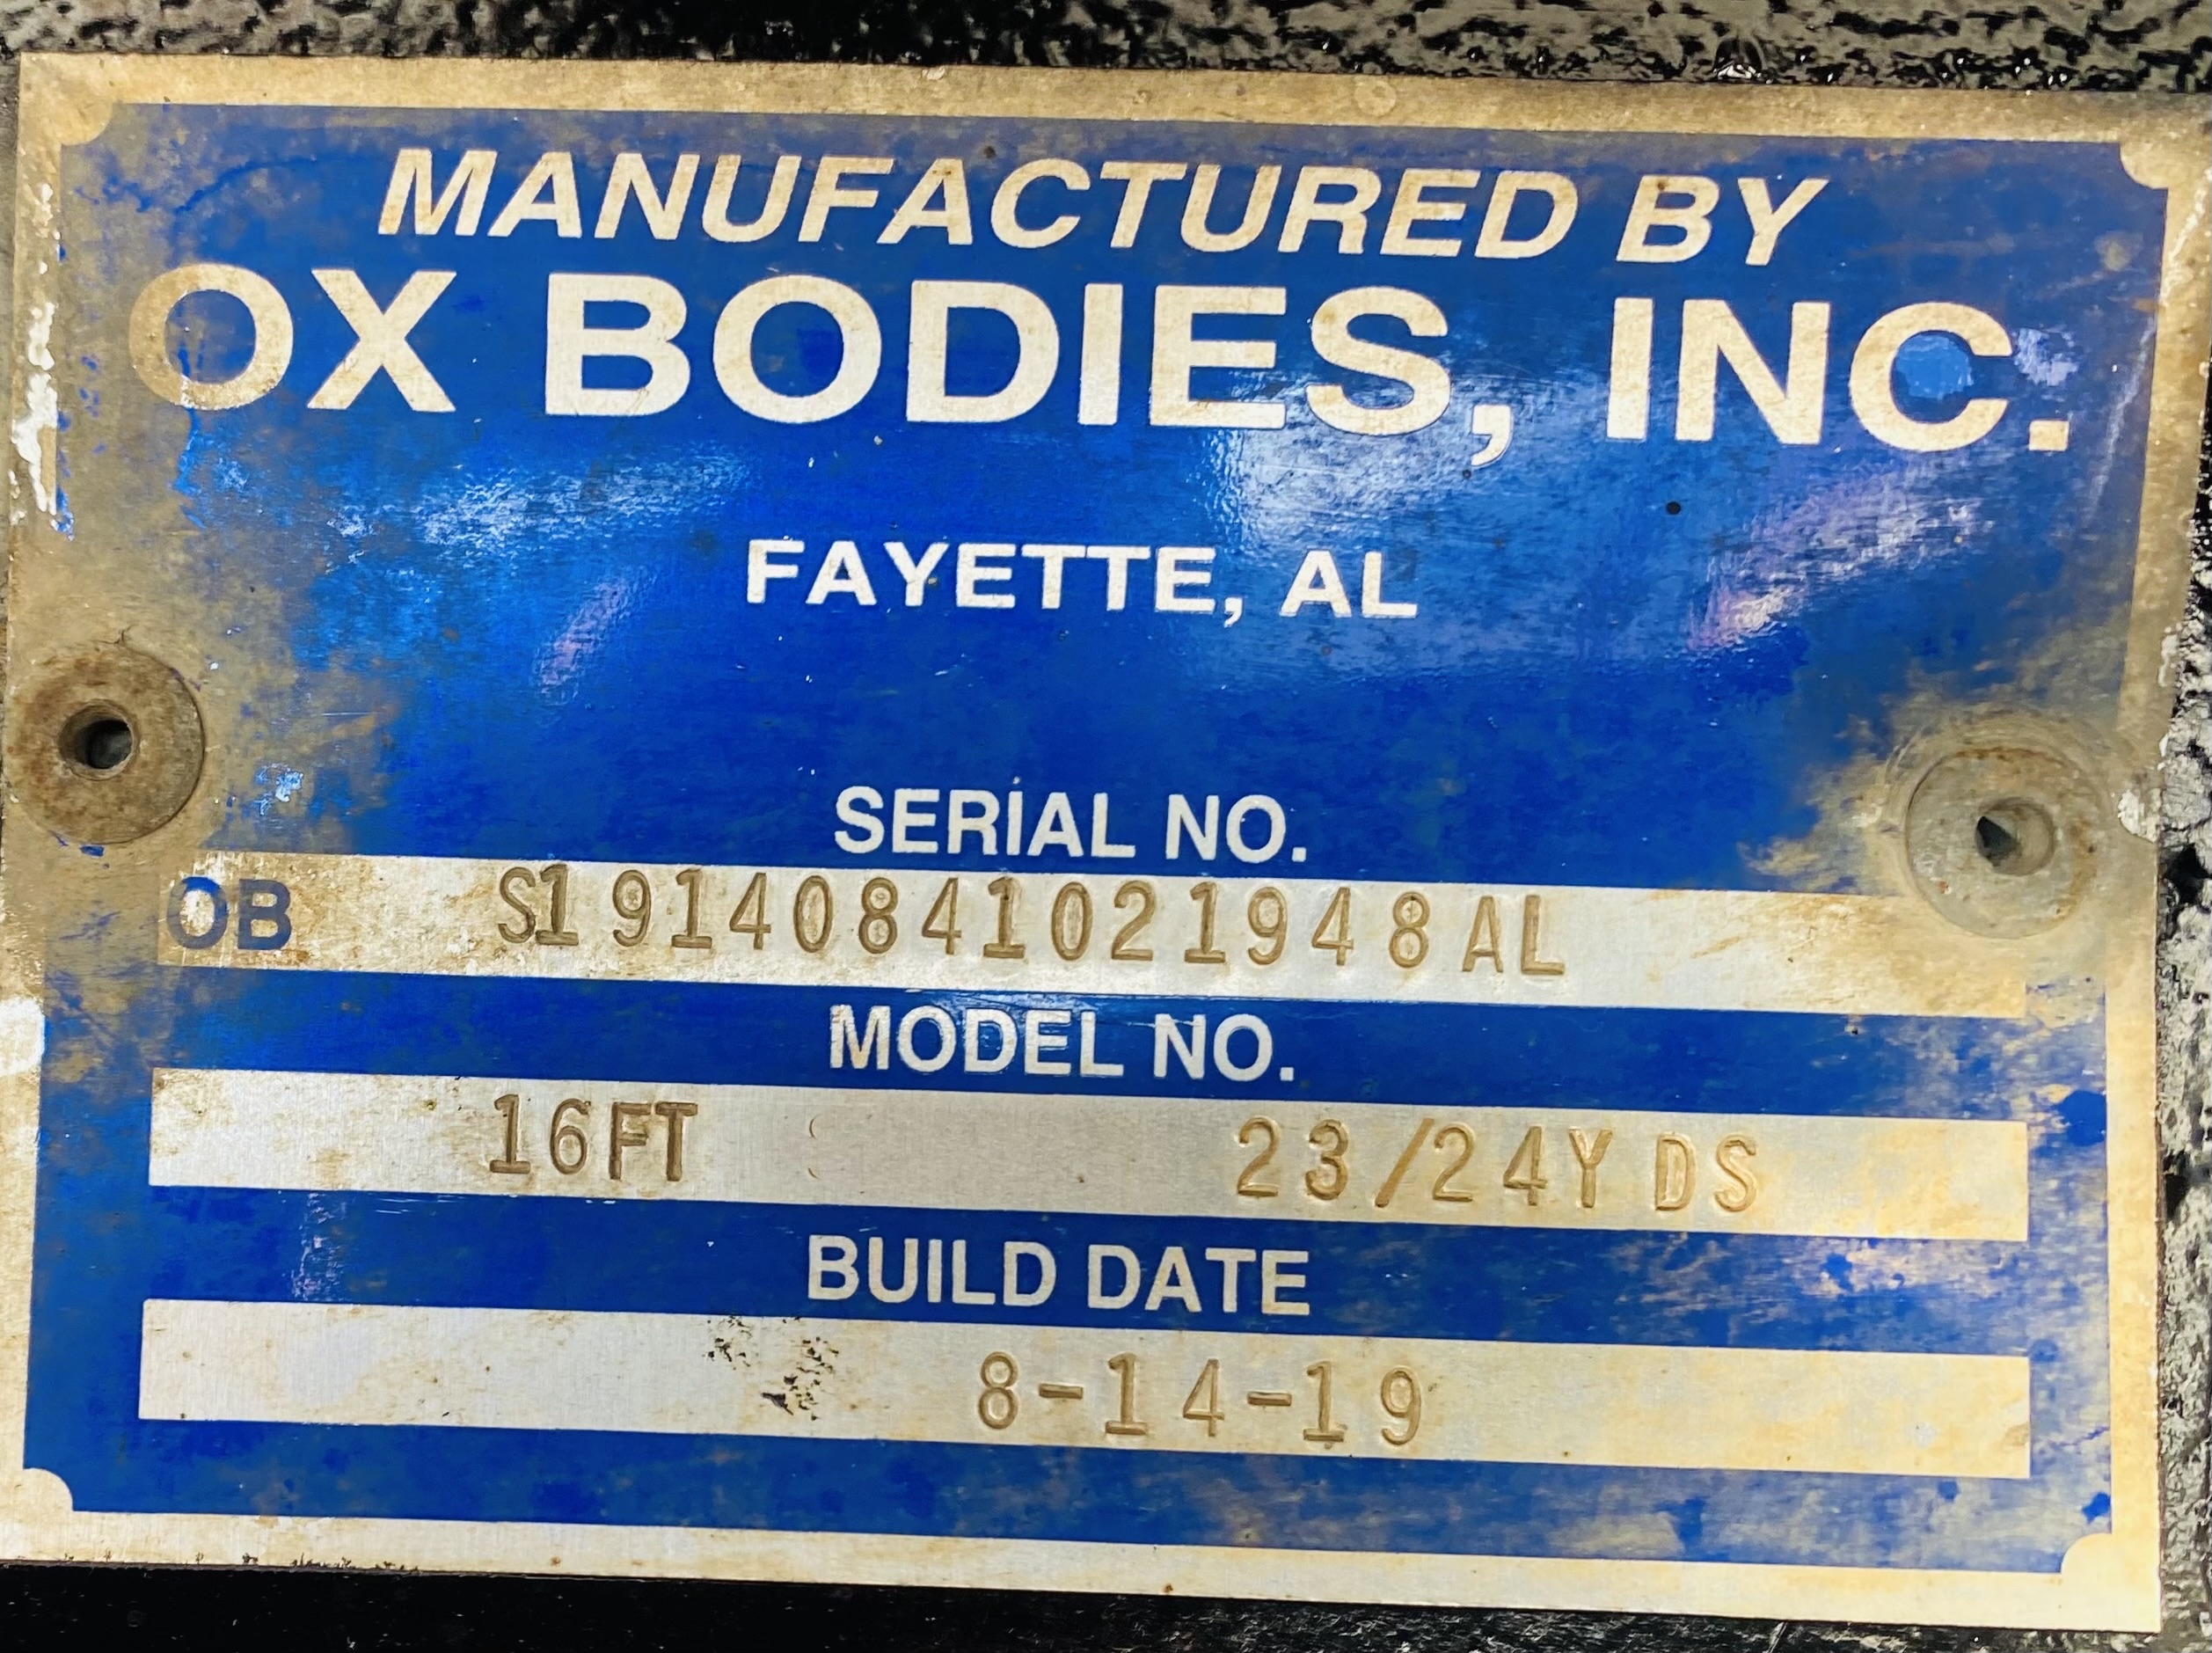 MANUFACTURED BY
OX BODIES, INC.
FAYETTE, AL
SERIAL NO.
OB S19140841021948AL
MODEL NO.
16FT 23/24YDS
BUILD DATE
8-14-19